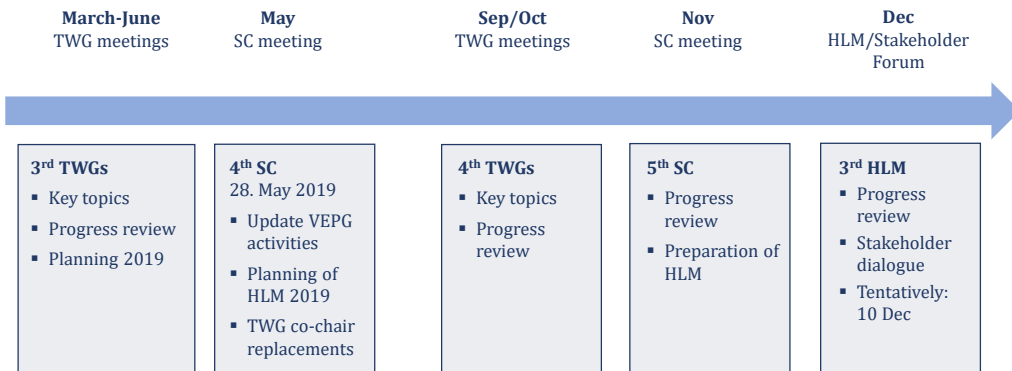 March-June
TWG meetings
May
SC meeting
Sep/Oct
TWG meetings
Nov
SC meeting
Dec
HLM/Stakeholder
Forum
3rd TWGs
▪ Key topics
▪ Progress review
▪ Planning 2019
4th SC
28. May 2019
▪ Update VEPG
activities
▪ Planning of
HLM 2019
▪ TWG co-chair
replacements
4th TWGs
▪ Key topics
▪ Progress
review
5th SC
▪ Progress
review
▪ Preparation of
HLM
3rd HLM
▪ Progress
review
▪ Stakeholder
dialogue
▪ Tentatively:
10 Dec